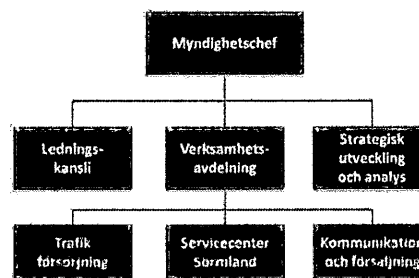 Myndighetschef
Lednings-
kansli
Verksamhets-
avdelning
Strategisk
utveckling
och analys
Trafik
försörjning
Servicecenter
Sörmland
Kommunikation
och försäljning